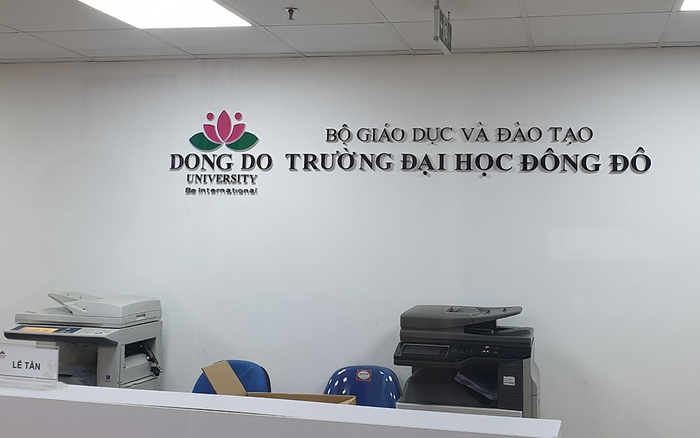 BỘ GIÁO DỤC VÀ ĐÀO TẠO
TRƯỜNG ĐẠI HỌC ĐÔNG ĐÔ
DONG DO
UNIVERSITY
Be International
LỄ TÂN